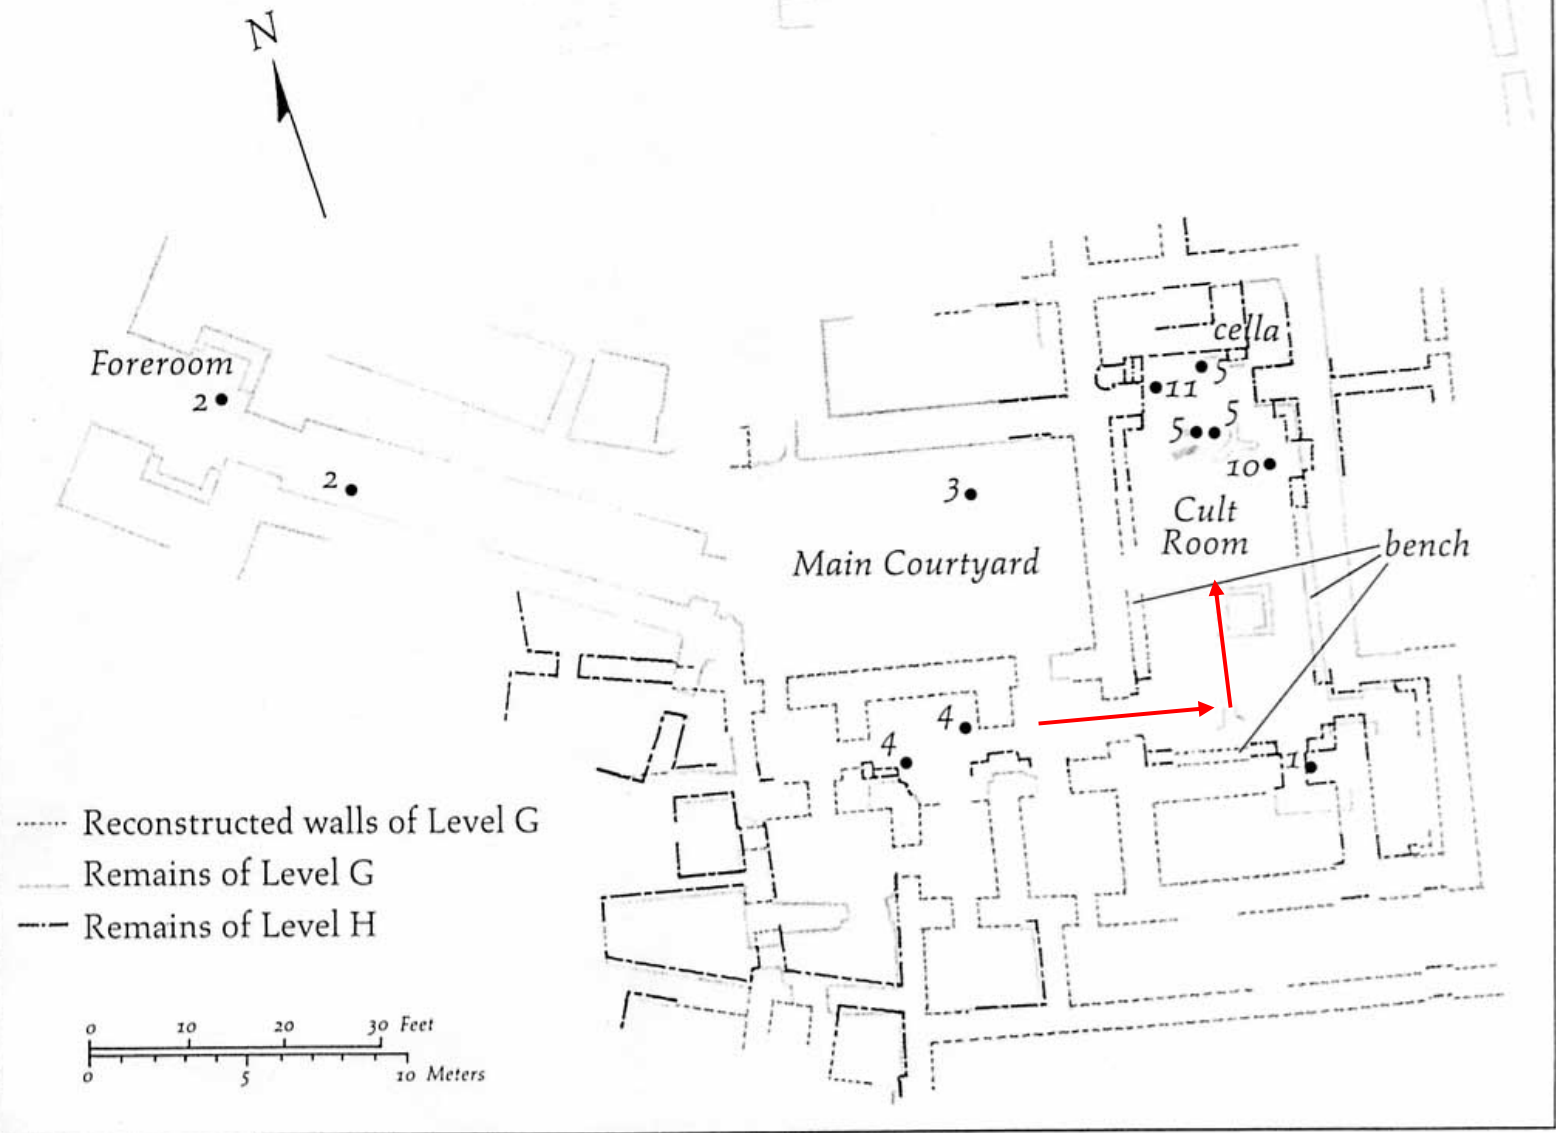 N
cella
Foreroom
5
11
2
5
5
10
2
3
Cult
Room
Main Courtyard
bench
4
4
1
Reconstructed walls of Level G
Remains of Level G
Remains of Level H
0 10 20 30 Feet
0 5 10 Meters